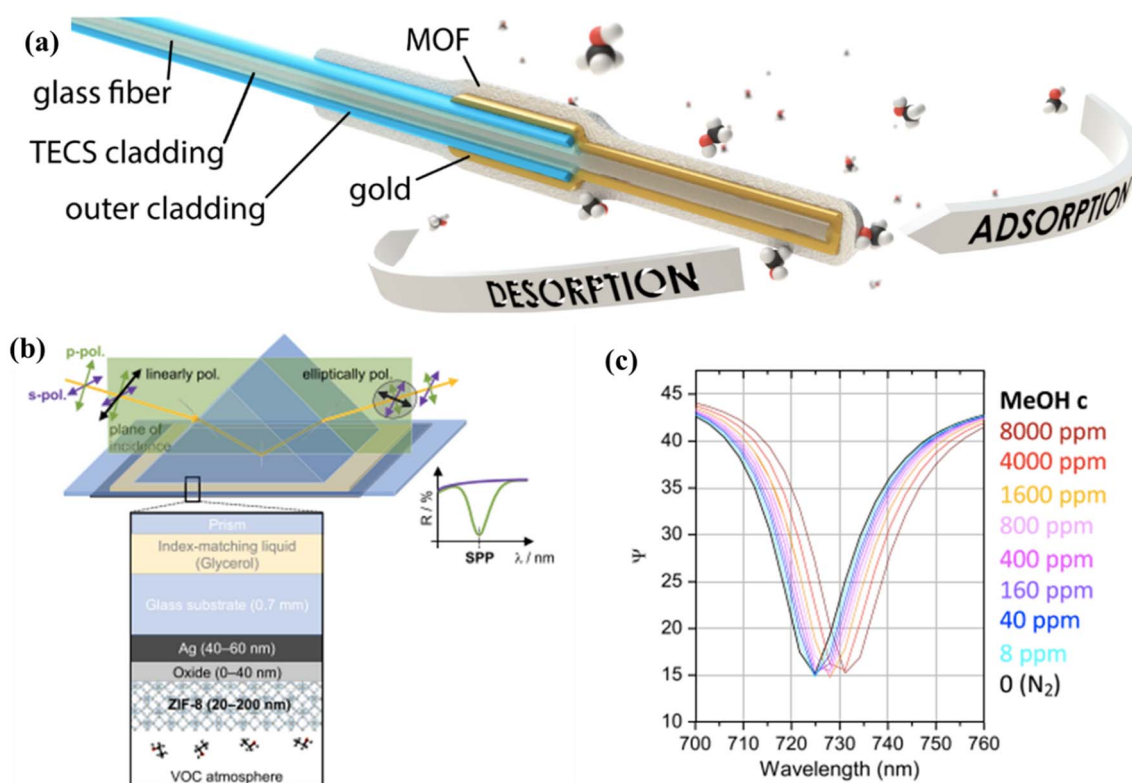 (a)
MOF
glass fiber
TECS cladding
outer cladding
gold
ADSORPTION
DESORPTION
(b)
p-pol.
s-pol.
linearly pol.
elliptically pol.
plane of
incidence
R / %
SPP
λ / nm
Prism
Index-matching liquid
(Glycerol)
Glass substrate (0.7 mm)
Ag (40–60 nm)
Oxide (0–40 nm)
ZIF-8 (20–200 nm)
VOC atmosphere
(c)
45
40
35
30
25
20
15
10
Ψ
700 710 720 730 740 750 760
Wavelength (nm)
MeOH c
8000 ppm
4000 ppm
1600 ppm
800 ppm
400 ppm
160 ppm
40 ppm
8 ppm
0 (N₂)